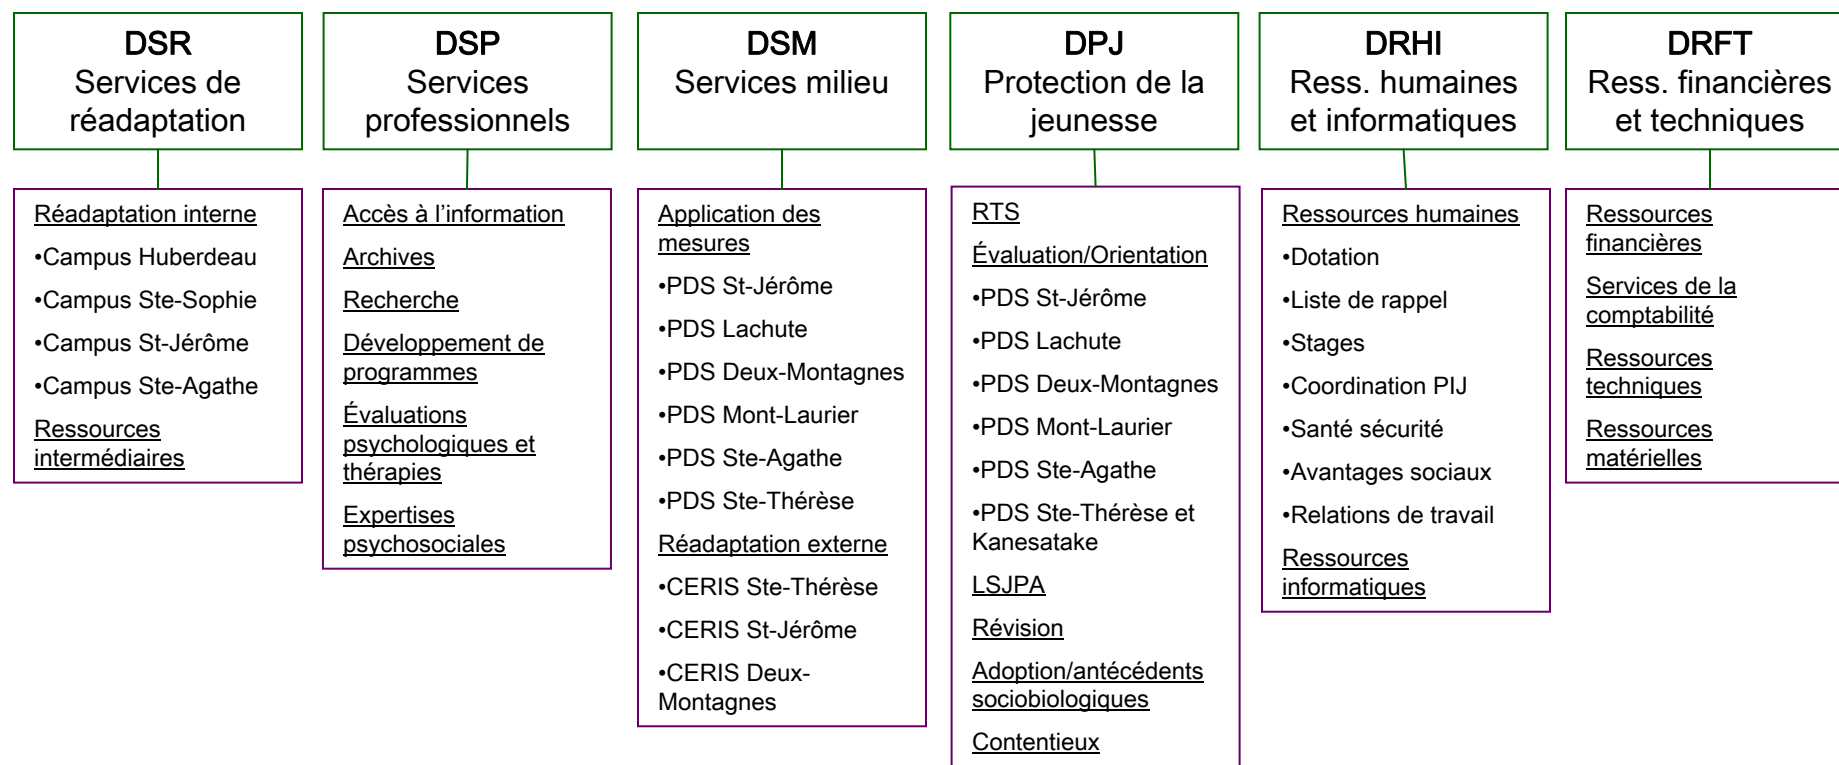 DSR
Services de
réadaptation
Réadaptation interne
•Campus Huberdeau
•Campus Ste-Sophie
•Campus St-Jérôme
•Campus Ste-Agathe
Ressources
intermédiaires
DSP
Services
professionnels
Accès à l’information
Archives
Recherche
Développement de
programmes
Évaluations
psychologiques et
thérapies
Expertises
psychosociales
DSM
Services milieu
Application des
mesures
•PDS St-Jérôme
•PDS Lachute
•PDS Deux-Montagnes
•PDS Mont-Laurier
•PDS Ste-Agathe
•PDS Ste-Thérèse
Réadaptation externe
•CERIS Ste-Thérèse
•CERIS St-Jérôme
•CERIS Deux-
Montagnes
DPJ
Protection de la
jeunesse
RTS
Évaluation/Orientation
•PDS St-Jérôme
•PDS Lachute
•PDS Deux-Montagnes
•PDS Mont-Laurier
•PDS Ste-Agathe
•PDS Ste-Thérèse et
Kanesatake
LSJPA
Révision
Adoption/antécédents
sociobiologiques
Contentieux
DRHI
Ress. humaines
et informatiques
Ressources humaines
•Dotation
•Liste de rappel
•Stages
•Coordination PIJ
•Santé sécurité
•Avantages sociaux
•Relations de travail
Ressources
informatiques
DRFT
Ress. financières
et techniques
Ressources
financières
Services de la
comptabilité
Ressources
techniques
Ressources
matérielles